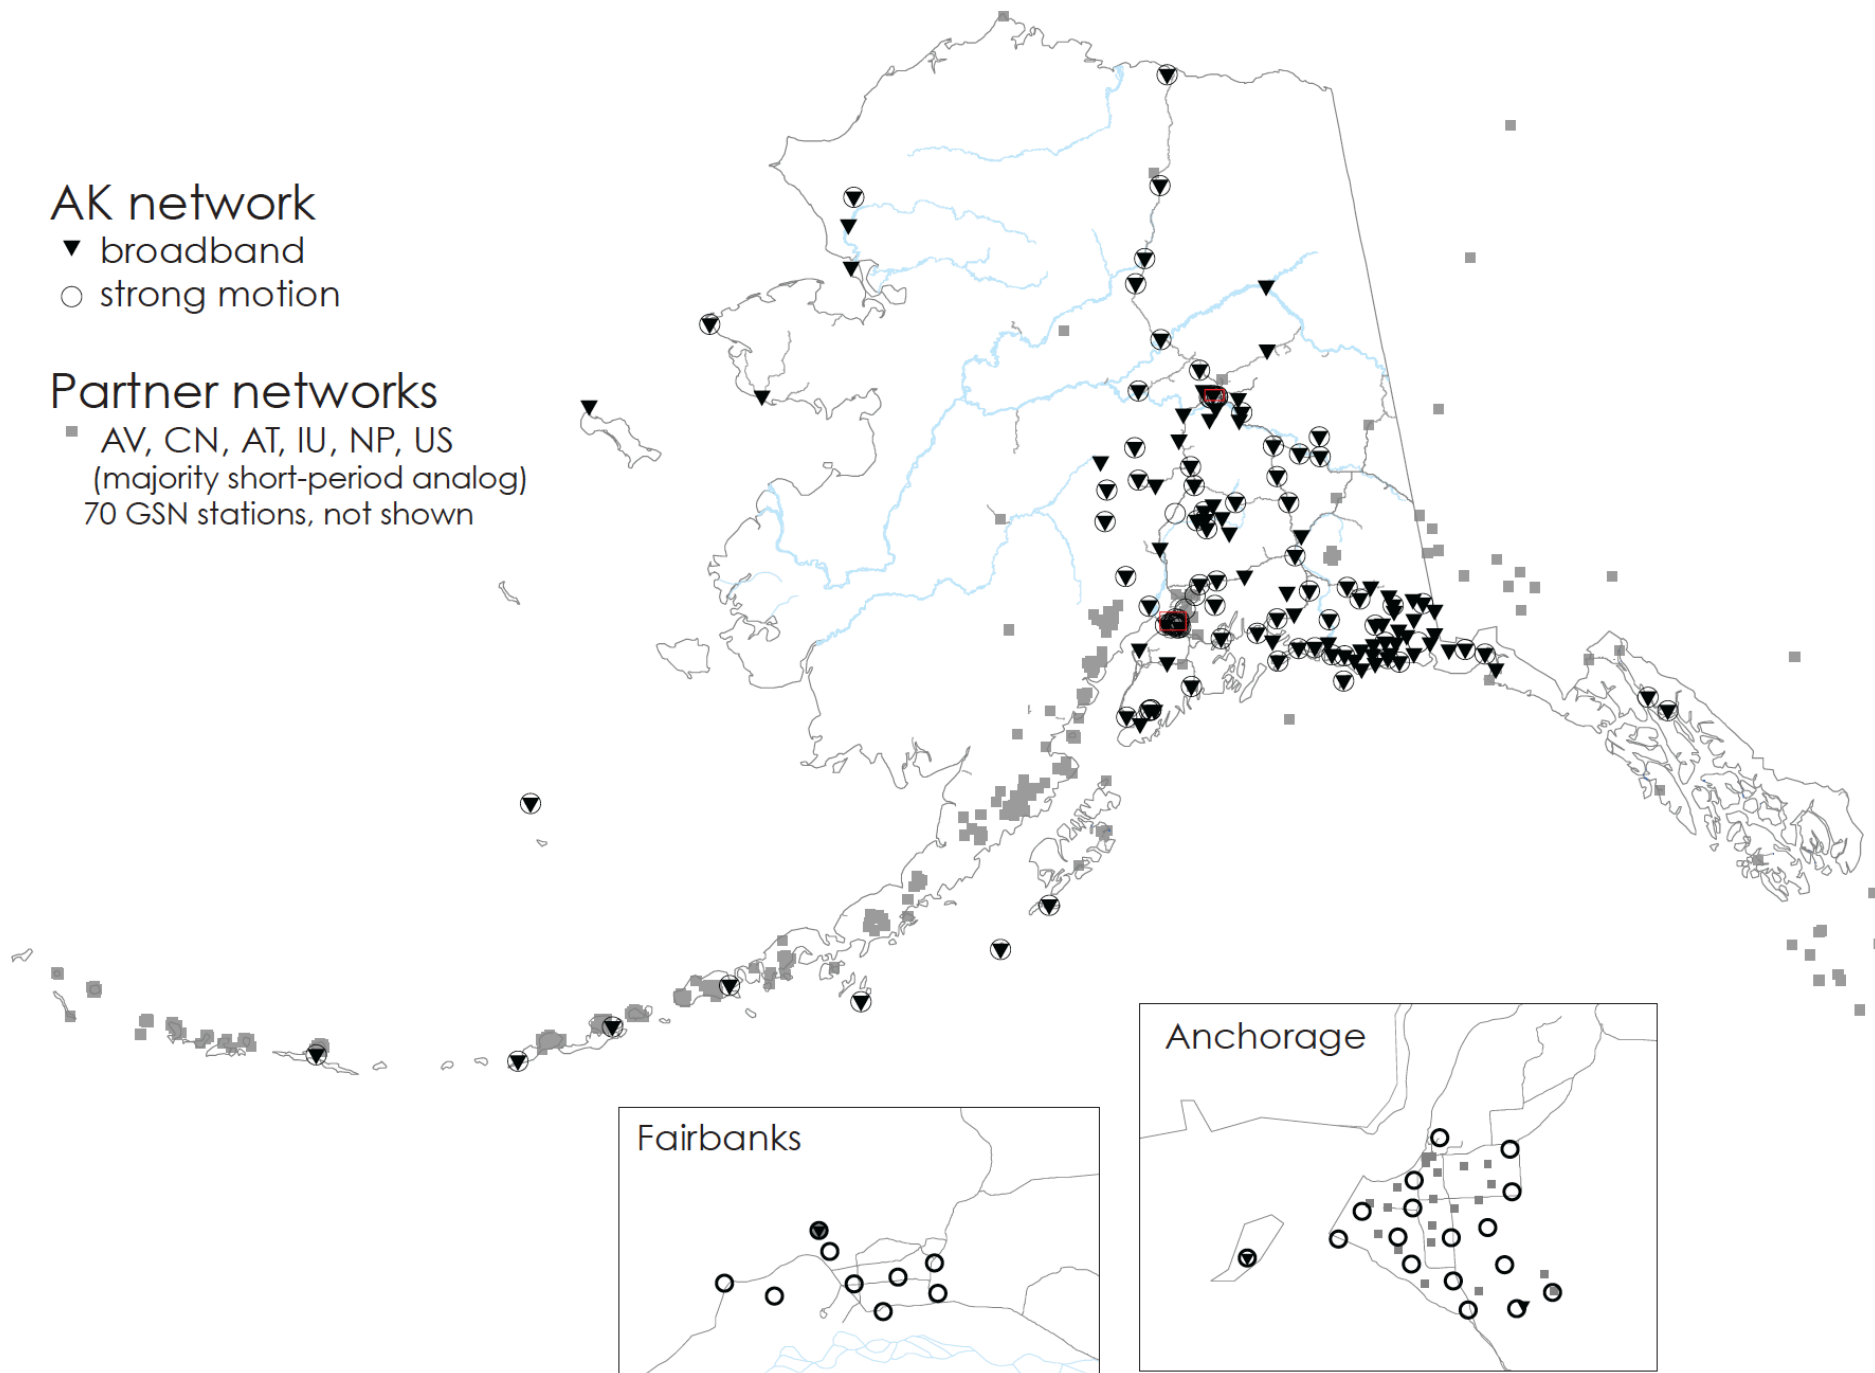 AK network
broadband
strong motion
Partner networks
AV, CN, AT, IU, NP, US
(majority short-period analog)
70 GSN stations, not shown
Anchorage
Fairbanks